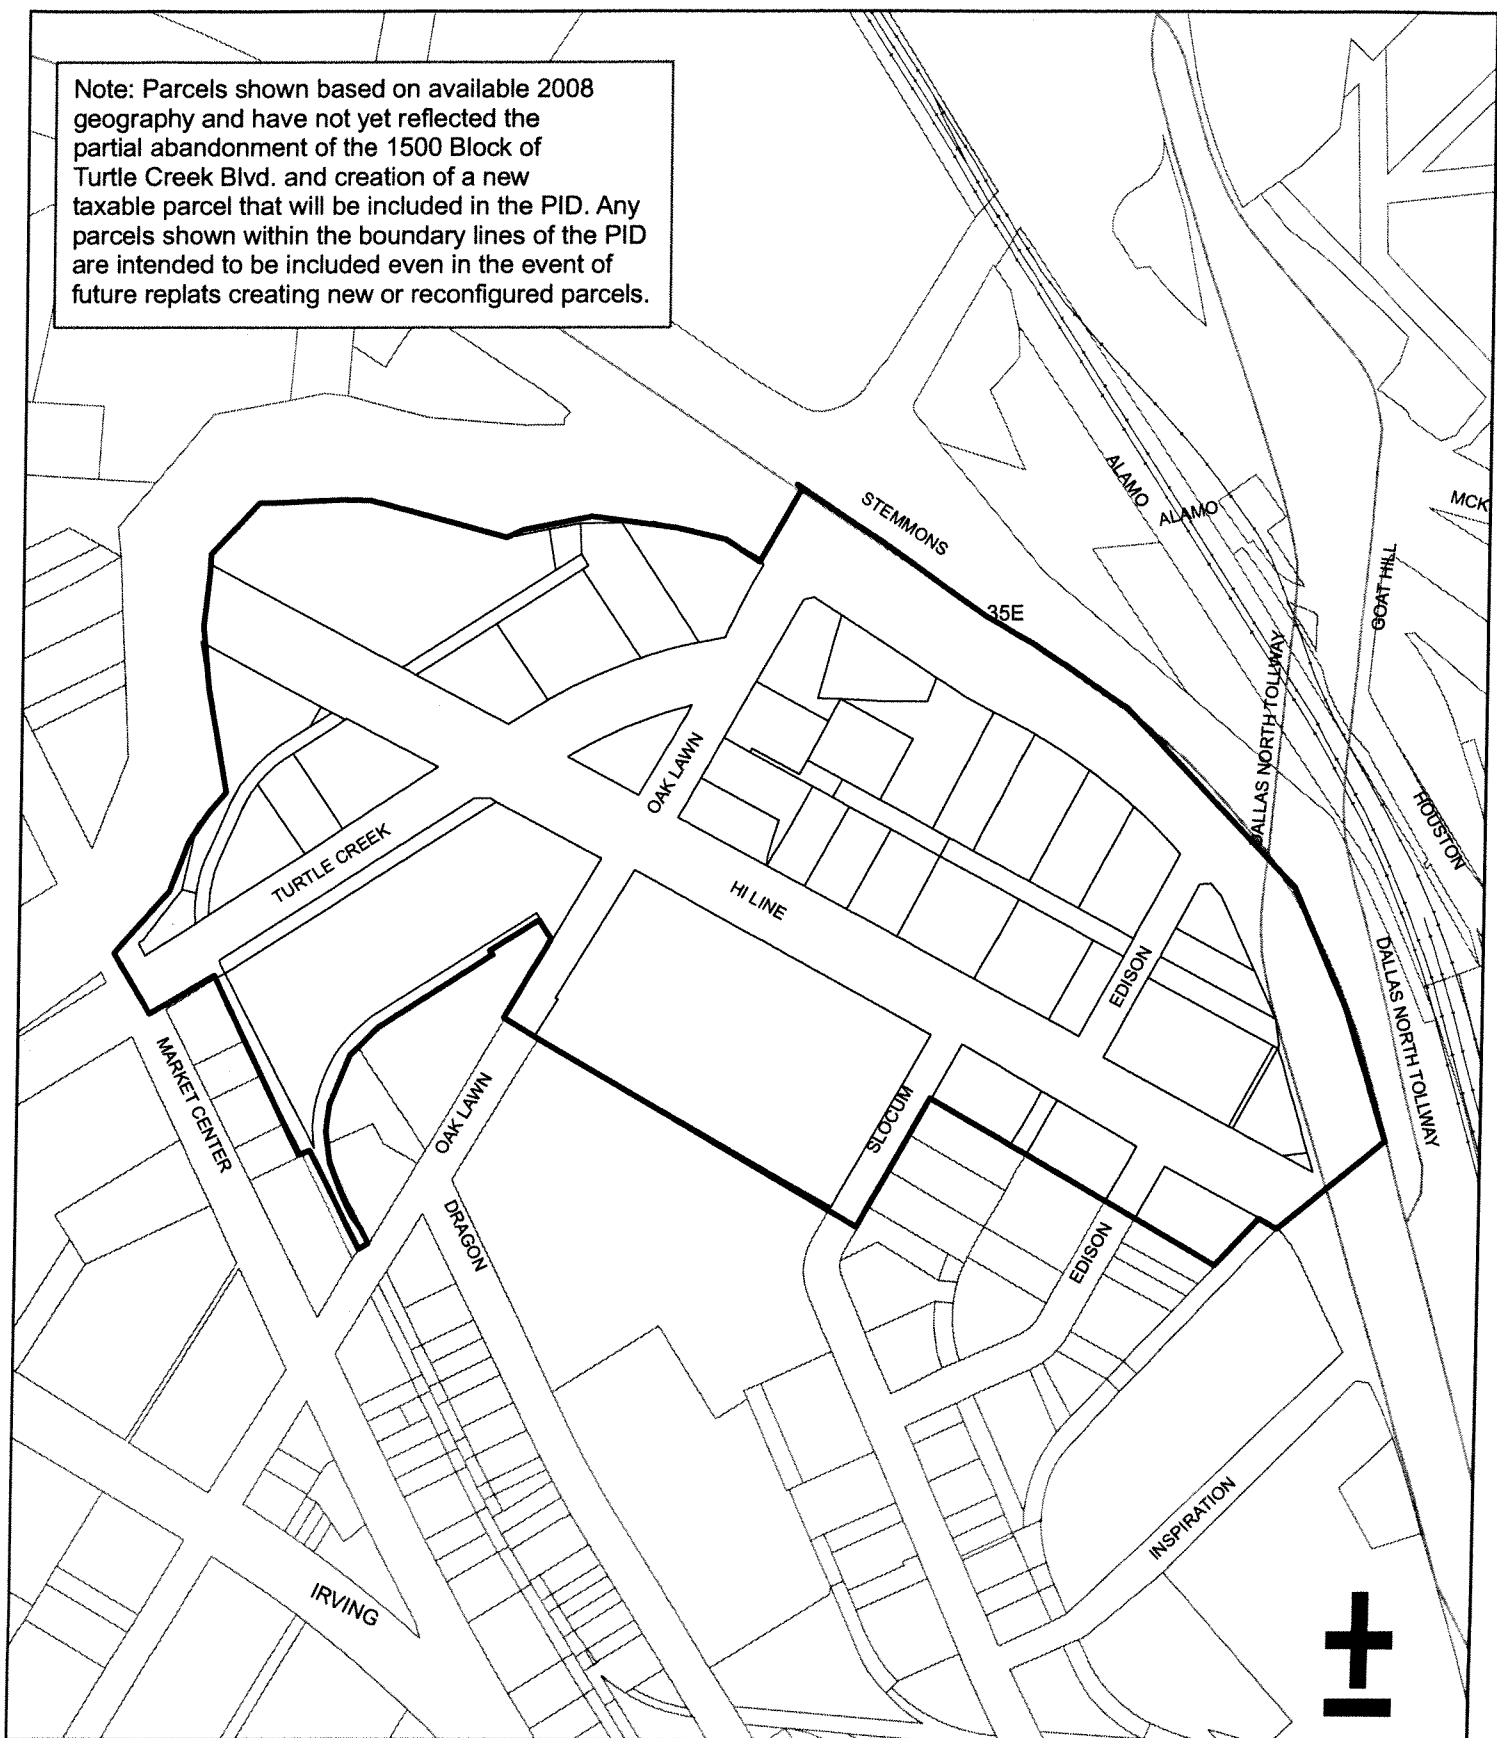 Note: Parcels shown based on available 2008
geography and have not yet reflected the
partial abandonment of the 1500 Block of
Turtle Creek Blvd. and creation of a new
taxable parcel that will be included in the PID. Any
parcels shown within the boundary lines of the PID
are intended to be included even in the event of
future replats creating new or reconfigured parcels.
STEMMONS
ALAMO
ALAMO
MCK
35E
GOAT HILL
DALLAS NORTH TOLLWAY
OAK LAWN
HOUSTON
TURTLE CREEK
HI LINE
EDISON
DALLAS NORTH TOLLWAY
MARKET CENTER
OAK LAWN
SLOCUM
DRAGON
EDISON
INSPIRATION
IRVING